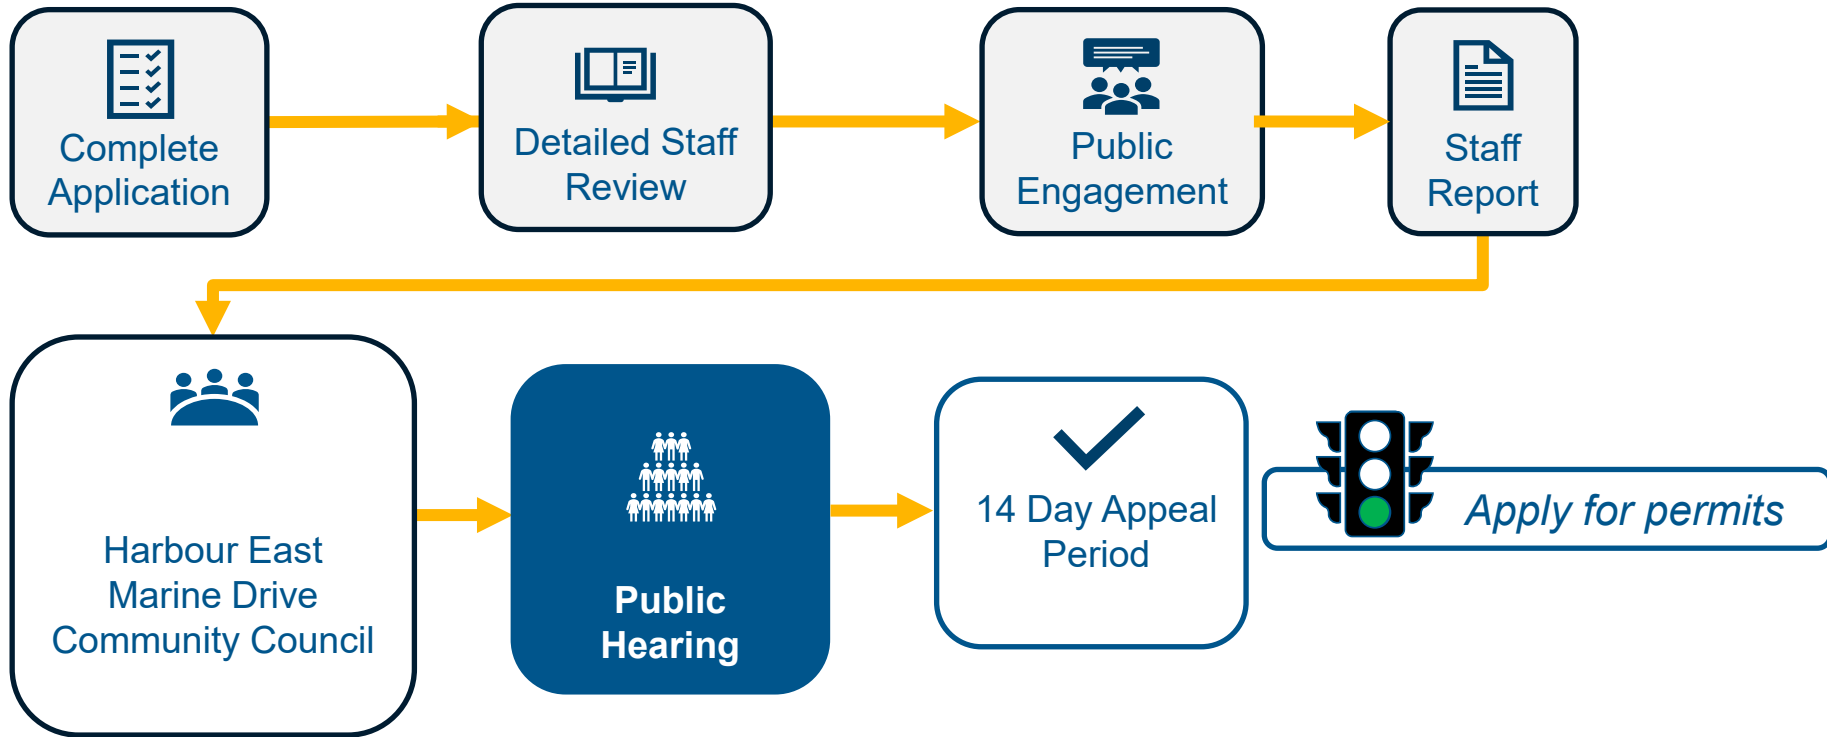 Complete
Application
Detailed Staff
Review
Public
Engagement
Staff
Report
Harbour East
Marine Drive
Community Council
Public
Hearing
14 Day Appeal
Period
Apply for permits